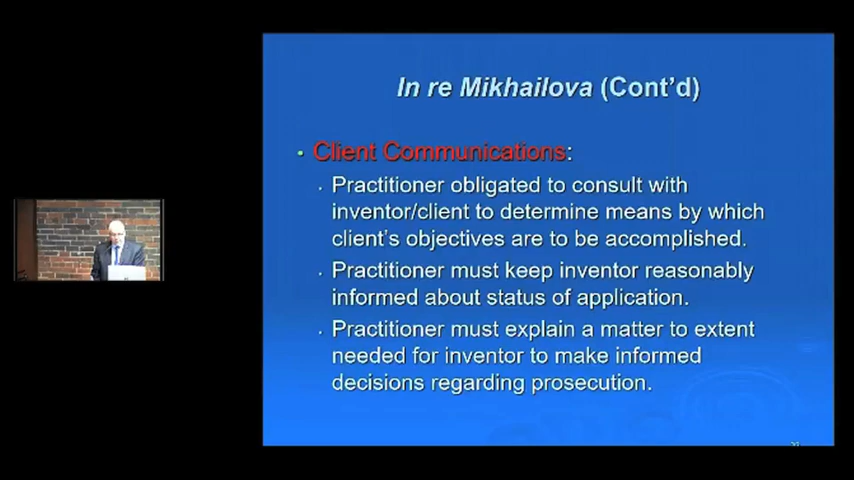 In re Mikhailova (Cont'd)
• Client Communications:
· Practitioner obligated to consult with
inventor/client to determine means by which
client's objectives are to be accomplished.
· Practitioner must keep inventor reasonably
informed about status of application.
· Practitioner must explain a matter to extent
needed for inventor to make informed
decisions regarding prosecution.